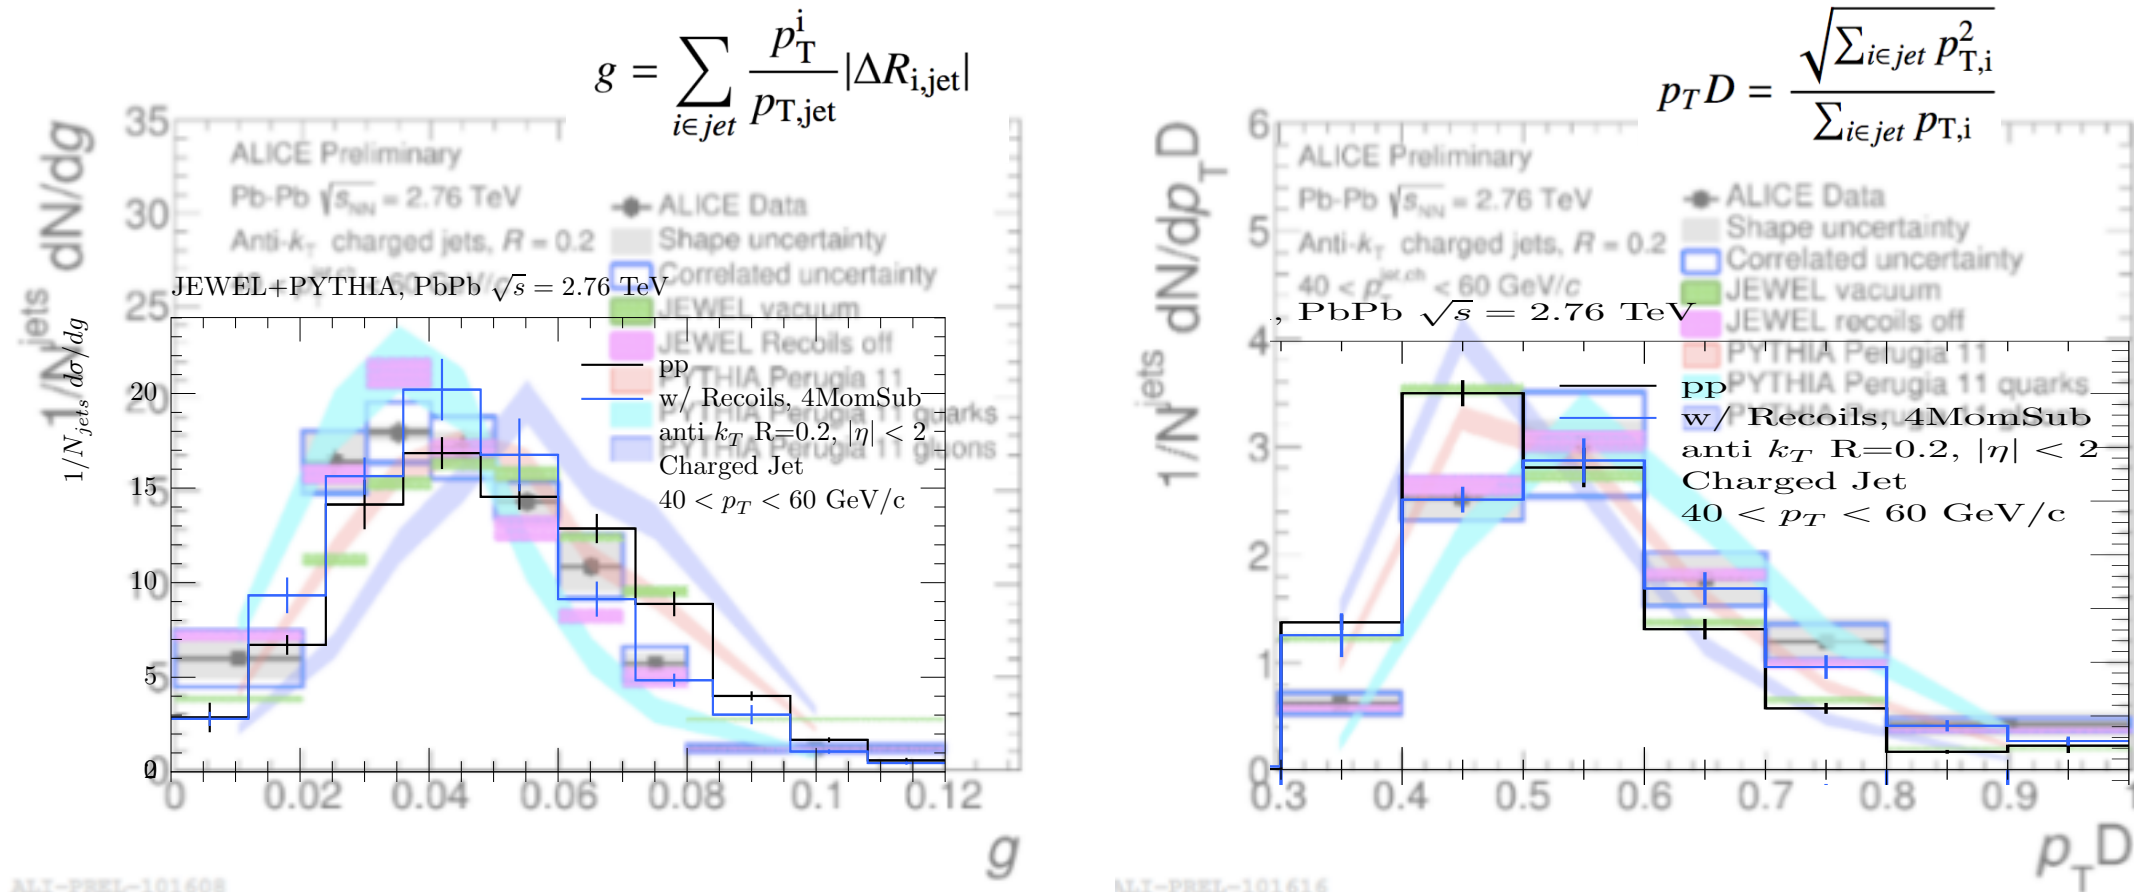 g = ∑_{i∈jet} p_T^i / p_{T,jet} |ΔR_{i,jet}|
35
30
25
20
15
10
5
0
0
1/N_jets dN/dg
1/N_jets dσ/dg
ALICE Preliminary
Pb-Pb √s_NN = 2.76 TeV
Anti-k_T charged jets, R = 0.2
JEWEL+PYTHIA, PbPb √s = 2.76 TeV
ALICE Data
Shape uncertainty
Correlated uncertainty
JEWEL vacuum
JEWEL Recoils off
PYTHIA Perugia 11
PYTHIA Perugia 11 quarks
PYTHIA Perugia 11 gluons
pp
w/ Recoils, 4MomSub
anti k_T R=0.2, |η| < 2
Charged Jet
40 < p_T < 60 GeV/c
0 0.02 0.04 0.06 0.08 0.1 0.12
g
ALI-PREL-101608
p_T D = √(∑_{i∈jet} p_{T,i}^2) / ∑_{i∈jet} p_{T,i}
6
5
4
3
2
1
0
1/N_jets dN/dp_T D
ALICE Preliminary
Pb-Pb √s_NN = 2.76 TeV
Anti-k_T charged jets, R = 0.2
40 < p_T^{jet,ch} < 60 GeV/c
, PbPb √s = 2.76 TeV
ALICE Data
Shape uncertainty
Correlated uncertainty
JEWEL vacuum
JEWEL recoils off
PYTHIA Perugia 11
PYTHIA Perugia 11 quarks
pp
w/ Recoils, 4MomSub
anti k_T R=0.2, |η| < 2
Charged Jet
40 < p_T < 60 GeV/c
0.3 0.4 0.5 0.6 0.7 0.8 0.9 1
p_T D
ALI-PREL-101616